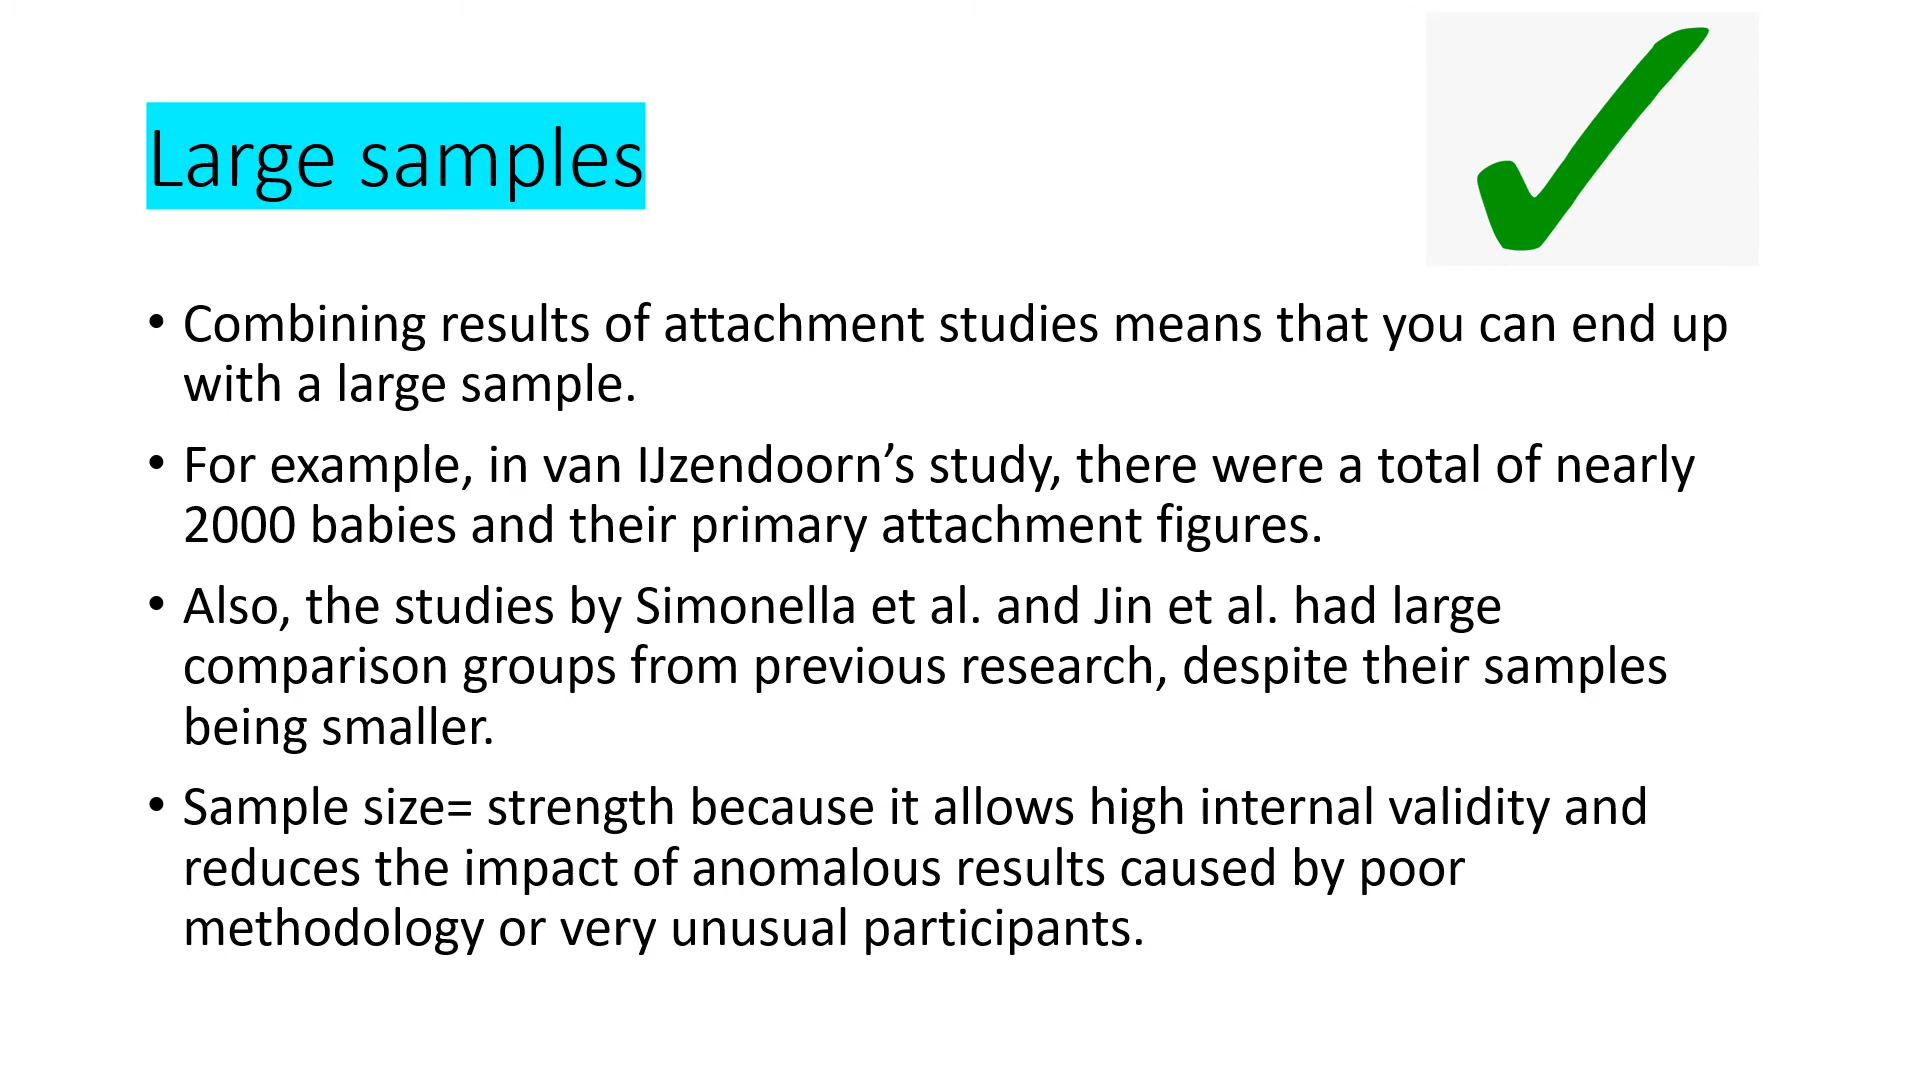 Large samples
• Combining results of attachment studies means that you can end up
with a large sample.
• For example, in van IJzendoorn’s study, there were a total of nearly
2000 babies and their primary attachment figures.
• Also, the studies by Simonella et al. and Jin et al. had large
comparison groups from previous research, despite their samples
being smaller.
• Sample size= strength because it allows high internal validity and
reduces the impact of anomalous results caused by poor
methodology or very unusual participants.